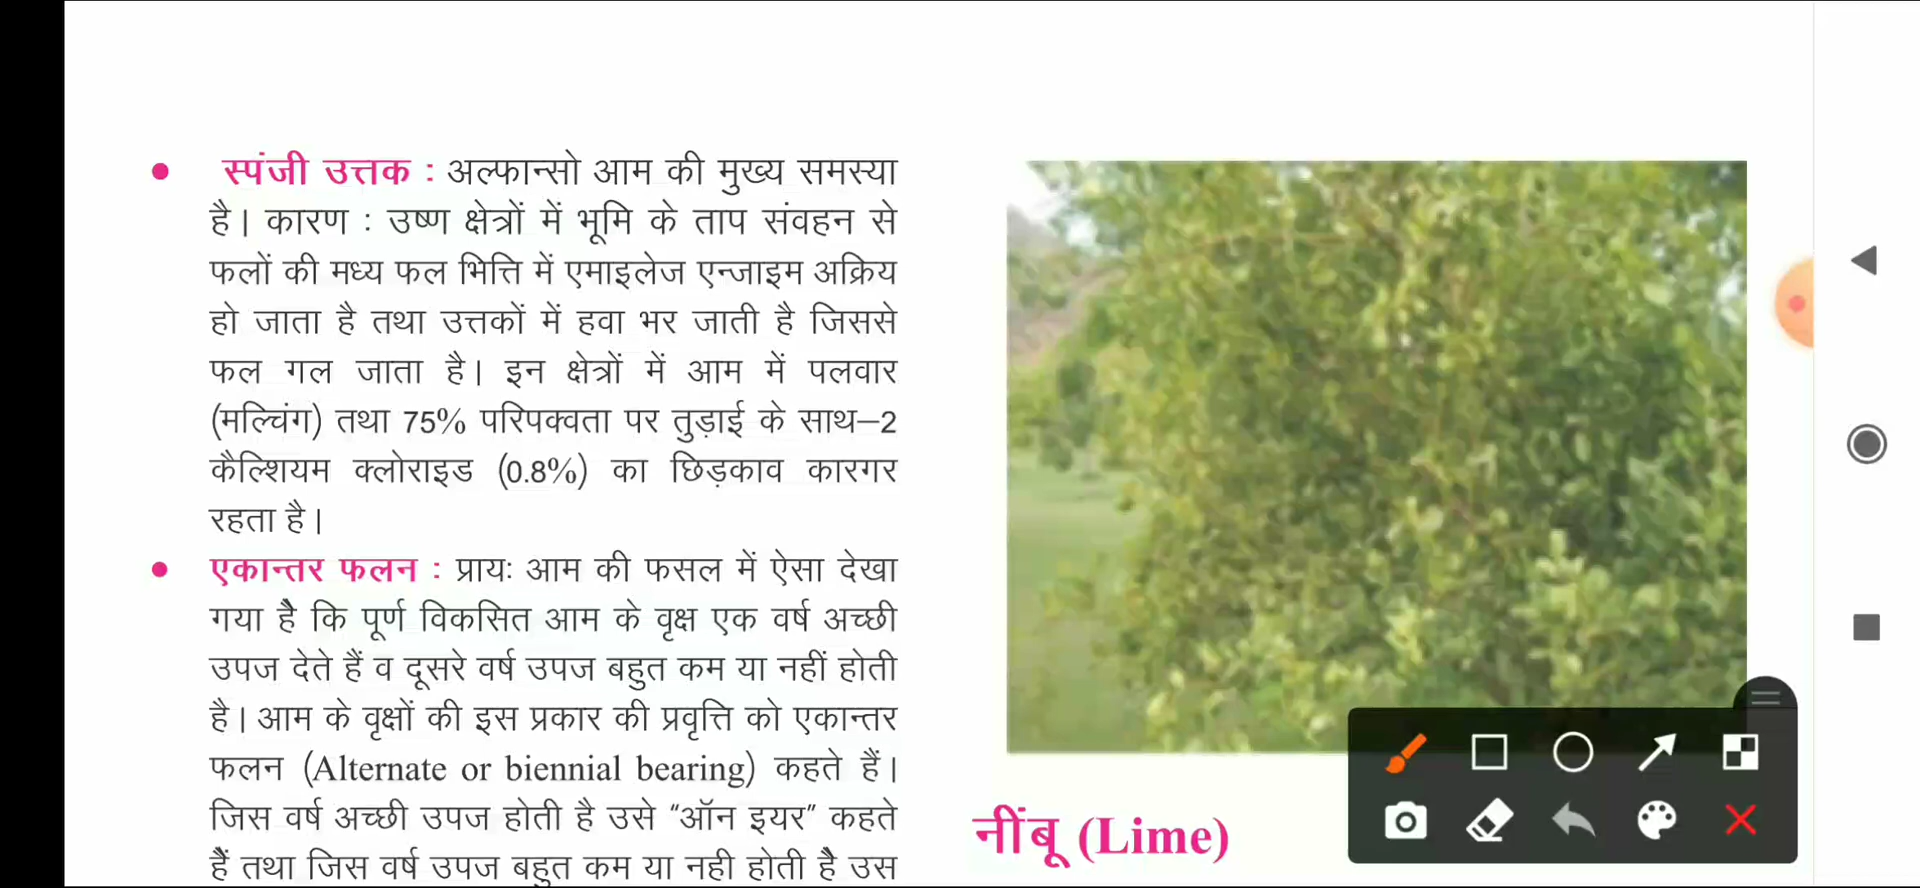 स्पंजी उत्तक : अल्फान्सो आम की मुख्य समस्या
है। कारण : उष्ण क्षेत्रों में भूमि के ताप संवहन से
फलों की मध्य फल भित्ति में एमाइलेज एन्जाइम अक्रिय
हो जाता है तथा उत्तकों में हवा भर जाती है जिससे
फल गल जाता है। इन क्षेत्रों में आम में पलवार
(मल्चिंग) तथा 75% परिपक्वता पर तुड़ाई के साथ–2
कैल्शियम क्लोराइड (0.8%) का छिड़काव कारगर
रहता है।
एकान्तर फलन : प्रायः आम की फसल में ऐसा देखा
गया है कि पूर्ण विकसित आम के वृक्ष एक वर्ष अच्छी
उपज देते हैं व दूसरे वर्ष उपज बहुत कम या नहीं होती
है। आम के वृक्षों की इस प्रकार की प्रवृत्ति को एकान्तर
फलन (Alternate or biennial bearing) कहते हैं।
जिस वर्ष अच्छी उपज होती है उसे “ऑन इयर” कहते
हैं तथा जिस वर्ष उपज बहुत कम या नही होती है उस
नींबू (Lime)